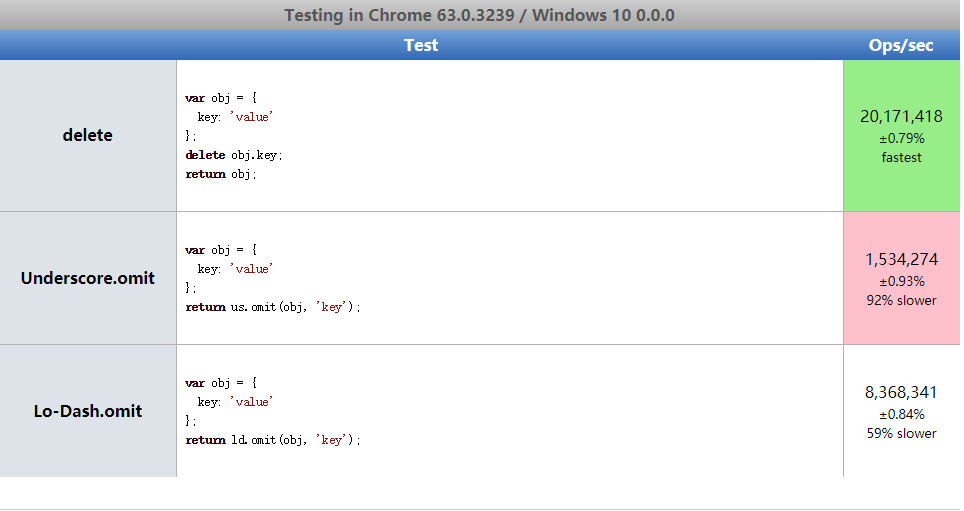 Testing in Chrome 63.0.3239 / Windows 10 0.0.0
Test Ops/sec
delete
var obj = {
  key: 'value'
};
delete obj.key;
return obj;
20,171,418
±0.79%
fastest
Underscore.omit
var obj = {
  key: 'value'
};
return us.omit(obj, 'key');
1,534,274
±0.93%
92% slower
Lo-Dash.omit
var obj = {
  key: 'value'
};
return ld.omit(obj, 'key');
8,368,341
±0.84%
59% slower